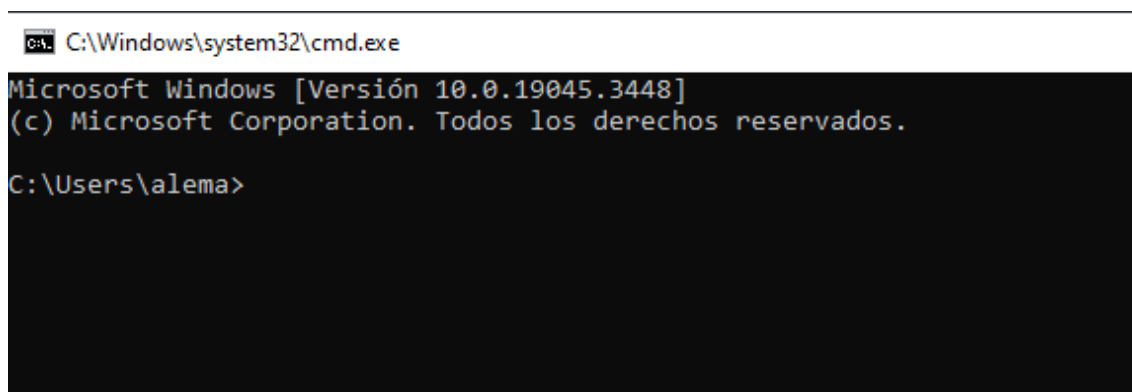 C:\Windows\system32\cmd.exe
Microsoft Windows [Versión 10.0.19045.3448]
(c) Microsoft Corporation. Todos los derechos reservados.
C:\Users\alema>